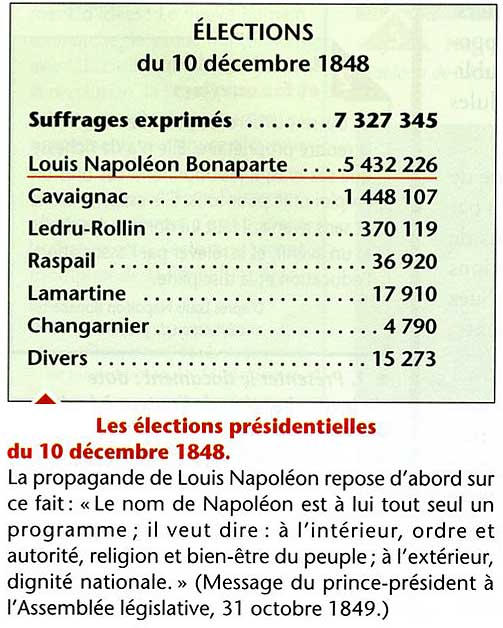 ÉLECTIONS
du 10 décembre 1848
Suffrages exprimés ........ 7 327 345
Louis Napoléon Bonaparte ....5 432 226
Cavaignac.....................1 448 107
Ledru-Rollin ...................370 119
Raspail .........................36 920
Lamartine ......................17 910
Changarnier .....................4 790
Divers ..........................15 273
Les élections présidentielles
du 10 décembre 1848.
La propagande de Louis Napoléon repose d'abord sur
ce fait : « Le nom de Napoléon est à lui tout seul un
programme ; il veut dire : à l'intérieur, ordre et
autorité, religion et bien-être du peuple ; à l'extérieur,
dignité nationale. » (Message du prince-président à
l'Assemblée législative, 31 octobre 1849.)